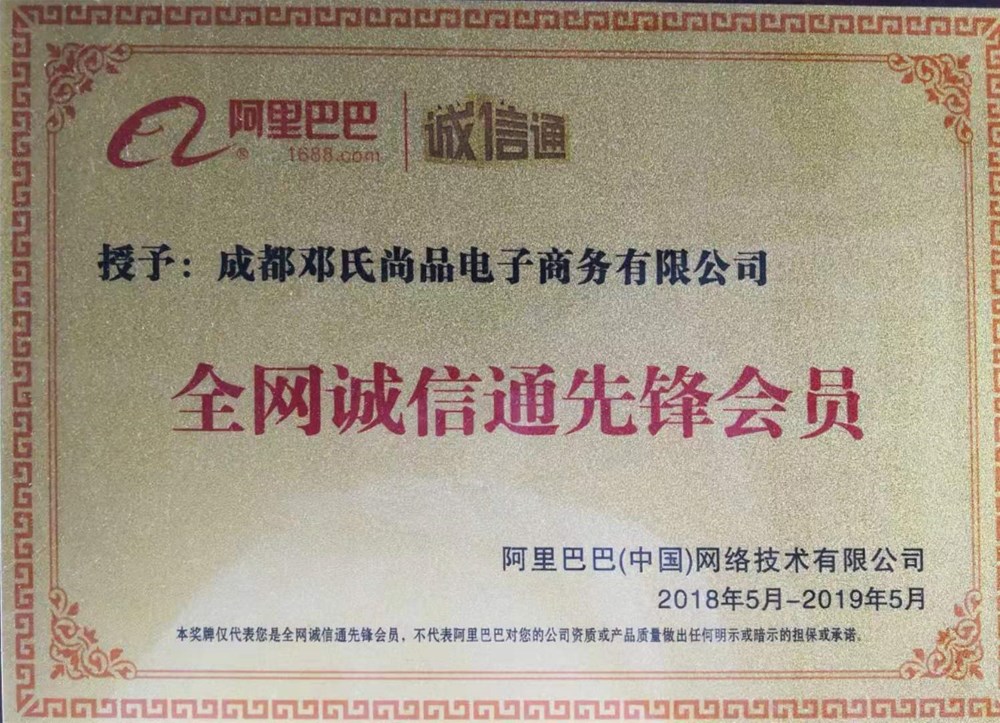 阿里巴巴 诚信通
® 1688.com
授予：成都邓氏尚品电子商务有限公司
全网诚信通先锋会员
阿里巴巴(中国)网络技术有限公司
2018年5月-2019年5月
本奖牌仅代表您是全网诚信通先锋会员，不代表阿里巴巴对您的公司资质或产品质量做出任何明示或暗示的担保或承诺。